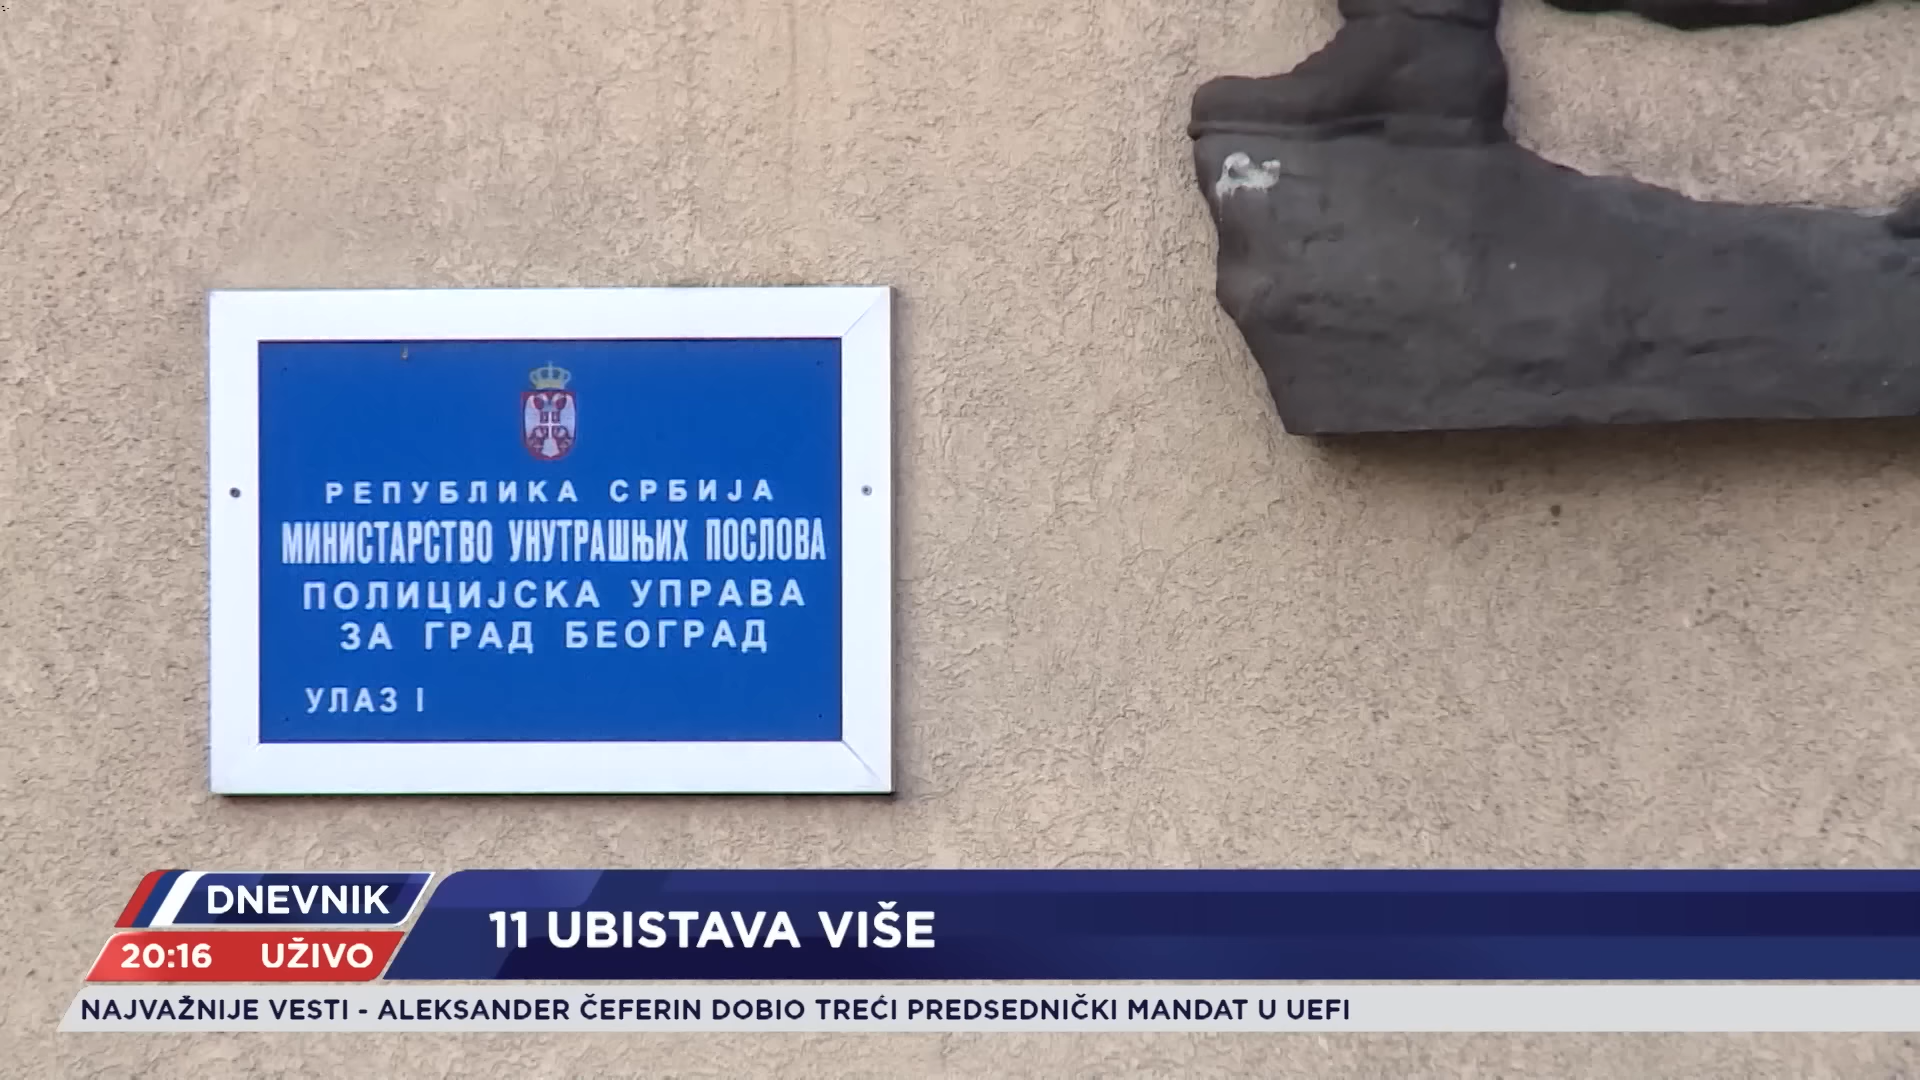 РЕПУБЛИКА СРБИЈА
МИНИСТАРСТВО УНУТРАШЊИХ ПОСЛОВА
ПОЛИЦИЈСКА УПРАВА
ЗА ГРАД БЕОГРАД
УЛАЗ I
DNEVNIK
20:16 UŽIVO
11 UBISTAVA VIŠE
NAJVAŽNIJE VESTI - ALEKSANDER ČEFERIN DOBIO TREĆI PREDSEDNIČKI MANDAT U UEFI